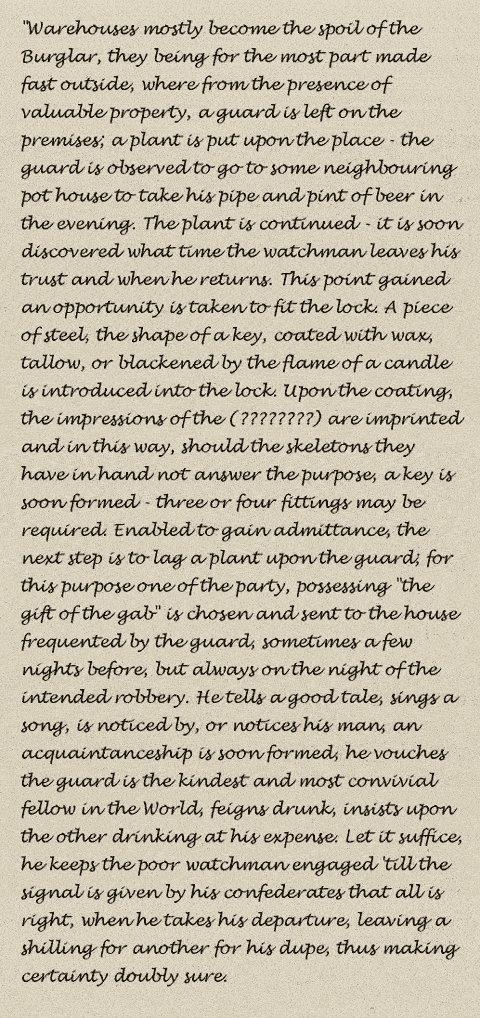 "Warehouses mostly become the spoil of the
Burglar, they being for the most part made
fast outside, where from the presence of
valuable property, a guard is left on the
premises; a plant is put upon the place - the
guard is observed to go to some neighbouring
pot house to take his pipe and pint of beer in
the evening. The plant is continued - it is soon
discovered what time the watchman leaves his
trust and when he returns. This point gained
an opportunity is taken to fit the lock. A piece
of steel, the shape of a key, coated with wax,
tallow, or blackened by the flame of a candle
is introduced into the lock. Upon the coating,
the impressions of the (????????) are imprinted
and in this way, should the skeletons they
have in hand not answer the purpose, a key is
soon formed - three or four fittings may be
required. Enabled to gain admittance, the
next step is to lag a plant upon the guard; for
this purpose one of the party, possessing "the
gift of the gab" is chosen and sent to the house
frequented by the guard, sometimes a few
nights before, but always on the night of the
intended robbery. He tells a good tale, sings a
song, is noticed by, or notices his man, an
acquaintanceship is soon formed, he vouches
the guard is the kindest and most convivial
fellow in the World, feigns drunk, insists upon
the other drinking at his expense. Let it suffice,
he keeps the poor watchman engaged 'till the
signal is given by his confederates that all is
right, when he takes his departure, leaving a
shilling for another for his dupe, thus making
certainty doubly sure.